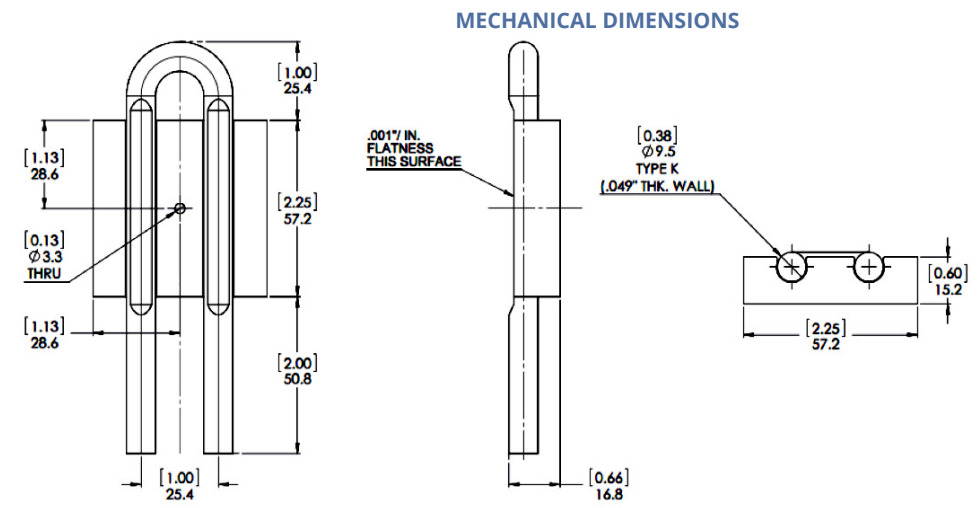 MECHANICAL DIMENSIONS
[1.00]
25.4
[1.13]
28.6
[0.13]
Ø3.3
THRU
[2.25]
57.2
[1.13]
28.6
[2.00]
50.8
[1.00]
25.4
.001"/ IN.
FLATNESS
THIS SURFACE
[0.66]
16.8
[0.38]
Ø9.5
TYPE K
(.049" THK. WALL)
[0.60]
15.2
[2.25]
57.2